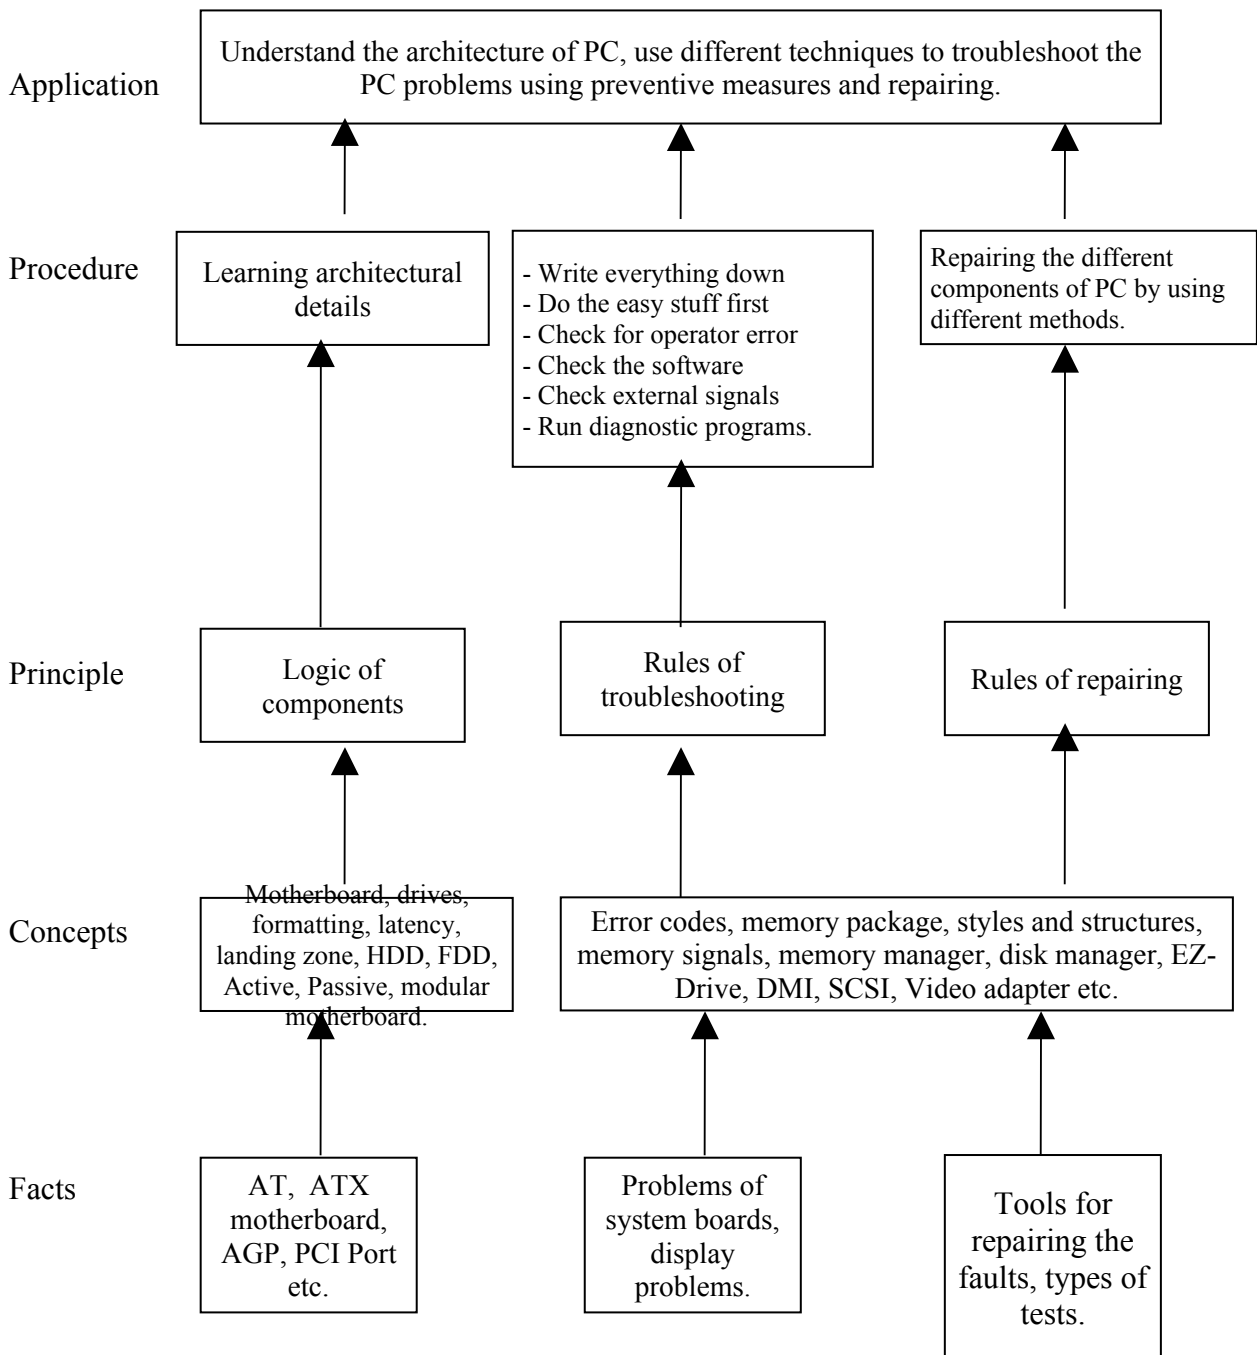 Application
Understand the architecture of PC, use different techniques to troubleshoot the
PC problems using preventive measures and repairing.
Procedure
Learning architectural
details
- Write everything down
- Do the easy stuff first
- Check for operator error
- Check the software
- Check external signals
- Run diagnostic programs.
Repairing the different
components of PC by using
different methods.
Principle
Logic of
components
Rules of
troubleshooting
Rules of repairing
Concepts
Motherboard, drives,
formatting, latency,
landing zone, HDD, FDD,
Active, Passive, modular
motherboard.
Error codes, memory package, styles and structures,
memory signals, memory manager, disk manager, EZ-
Drive, DMI, SCSI, Video adapter etc.
Facts
AT, ATX
motherboard,
AGP, PCI Port
etc.
Problems of
system boards,
display
problems.
Tools for
repairing the
faults, types of
tests.